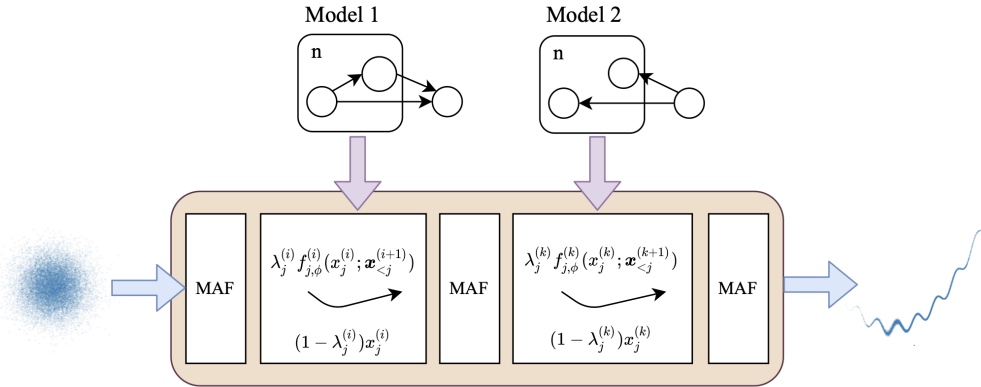 Model 1
Model 2
n
n
MAF
λ_j^{(i)} f_{j,ϕ}^{(i)}(x_j^{(i)}; x_{<j}^{(i+1)})
(1 − λ_j^{(i)})x_j^{(i)}
MAF
λ_j^{(k)} f_{j,ϕ}^{(k)}(x_j^{(k)}; x_{<j}^{(k+1)})
(1 − λ_j^{(k)})x_j^{(k)}
MAF